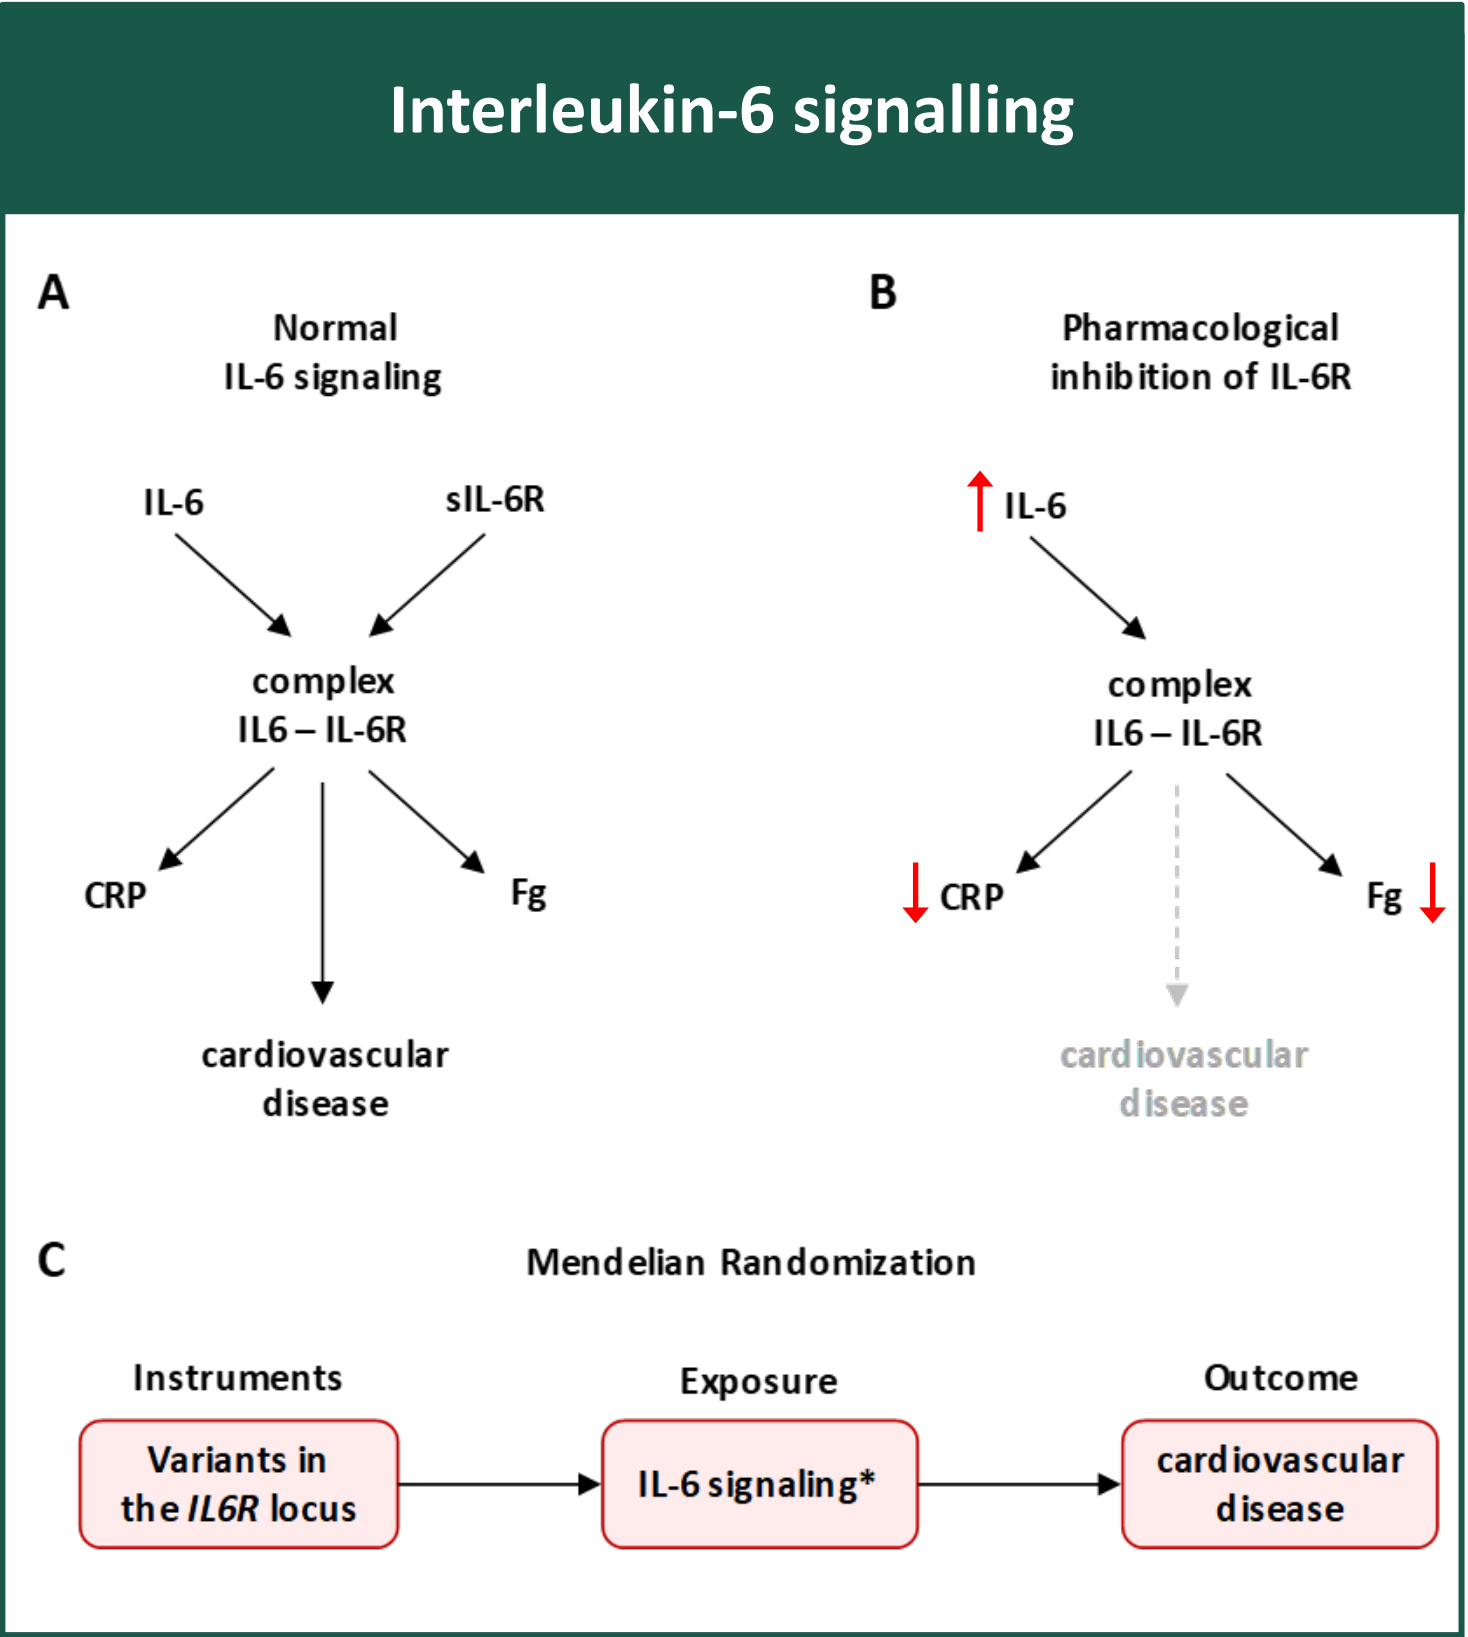 Interleukin-6 signalling
A
Normal
IL-6 signaling
IL-6
sIL-6R
complex
IL6 – IL-6R
CRP
Fg
cardiovascular
disease
B
Pharmacological
inhibition of IL-6R
IL-6
complex
IL6 – IL-6R
CRP
Fg
cardiovascular
disease
C
Mendelian Randomization
Instruments
Variants in
the IL6R locus
Exposure
IL-6 signaling*
Outcome
cardiovascular
disease